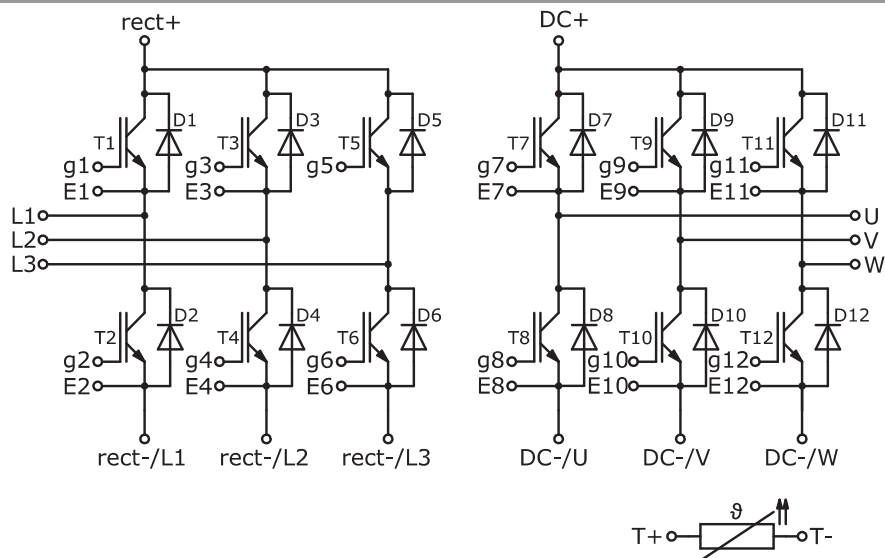 rect+ DC+
D1 D3 D5 D7 D9 D11
T1 T3 T5 T7 T9 T11
g1 g3 g5 g7 g9 g11
E1 E3 E7 E9 E11
L1 U
L2 V
L3 W
D2 D4 D6 D8 D10 D12
T2 T4 T6 T8 T10 T12
g2 g4 g6 g8 g10 g12
E2 E4 E6 E8 E10 E12
rect-/L1 rect-/L2 rect-/L3 DC-/U DC-/V DC-/W
ϑ
T+ T-